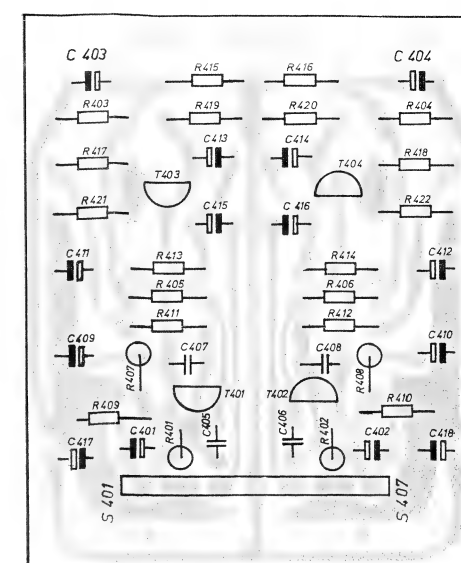 C 403 C 404
R415 R416
R403 R419 R420 R404
C413 C414
R417 T403 T404 R418
R421 C415 C416 R422
C411 R413 R414 C412
R405 R406
R411 R412
C409 C410
R407 C407 C408 R408
T401 T402
R409 R410
C417 C401 R401 C405 C406 R402 C402 C418
S 401 S 407